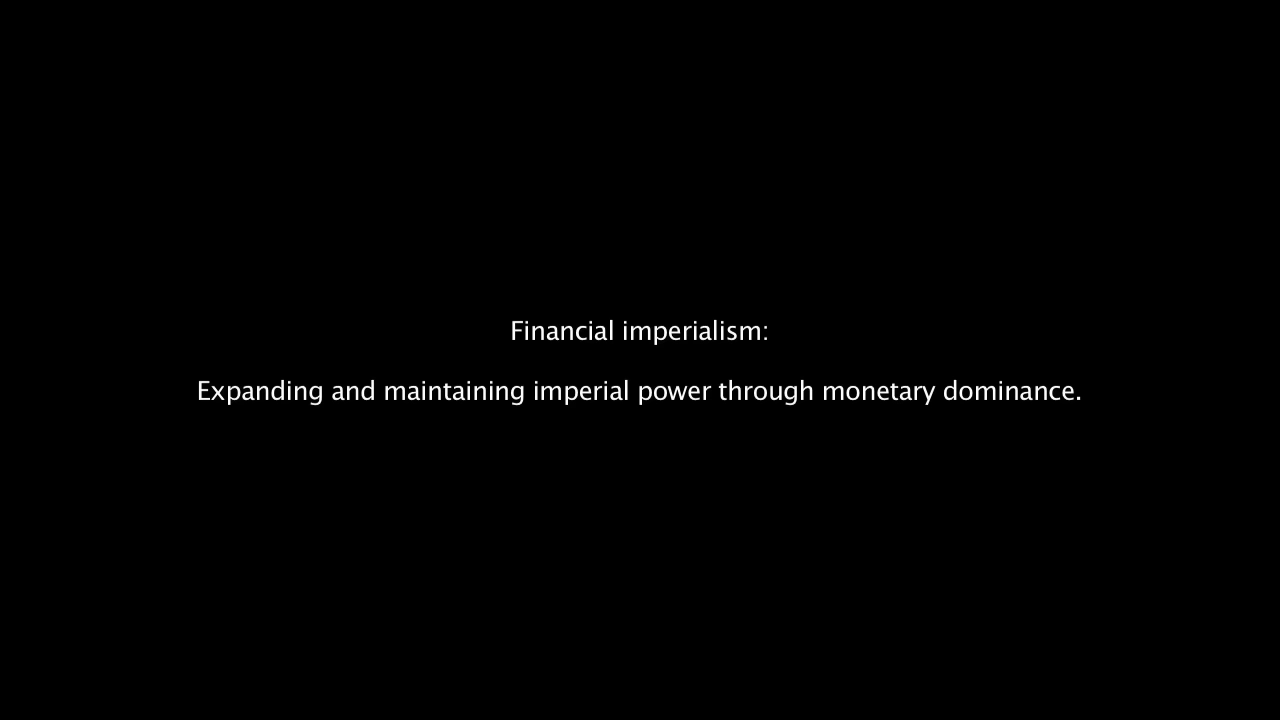 Financial imperialism:
Expanding and maintaining imperial power through monetary dominance.